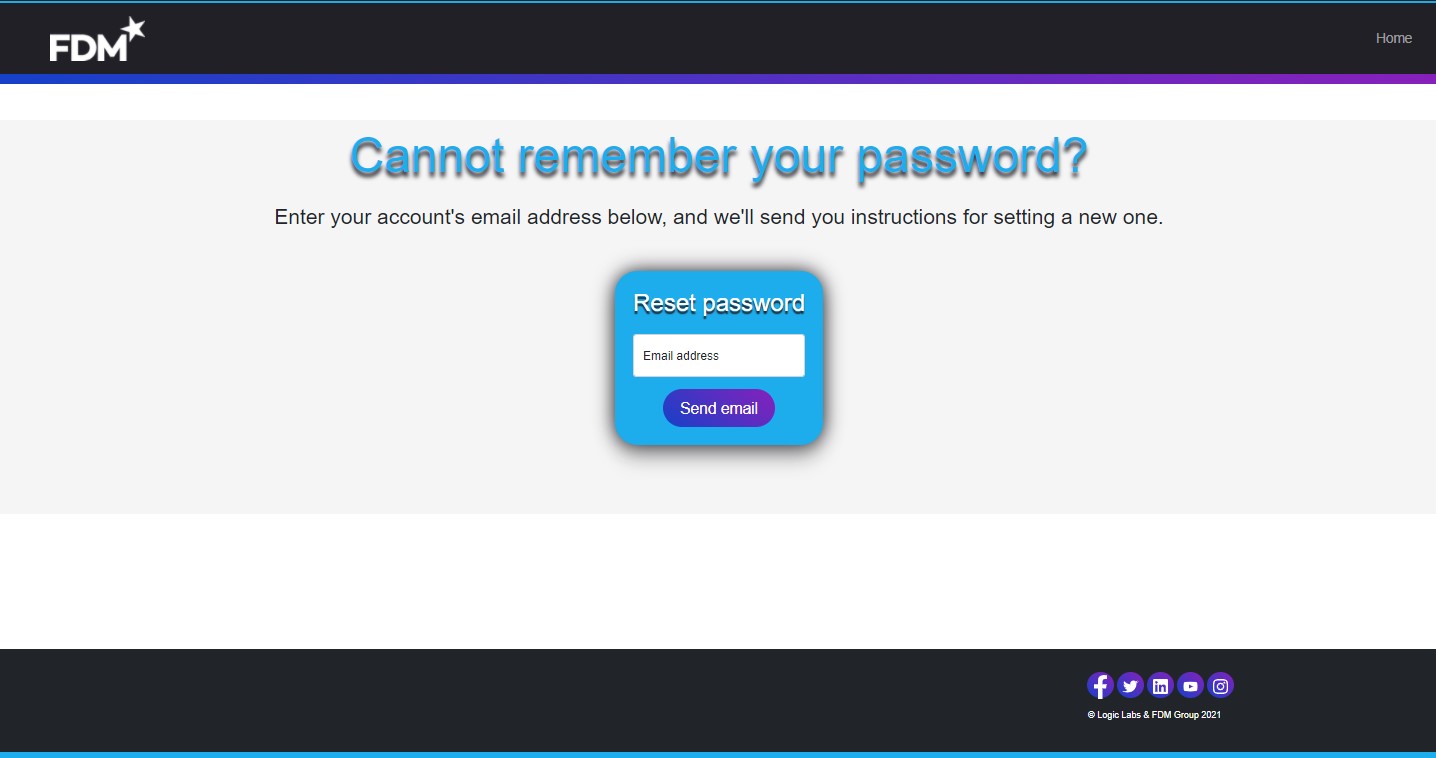 FDM
Home
Cannot remember your password?
Enter your account's email address below, and we'll send you instructions for setting a new one.
Reset password
Email address
Send email
© Logic Labs & FDM Group 2021